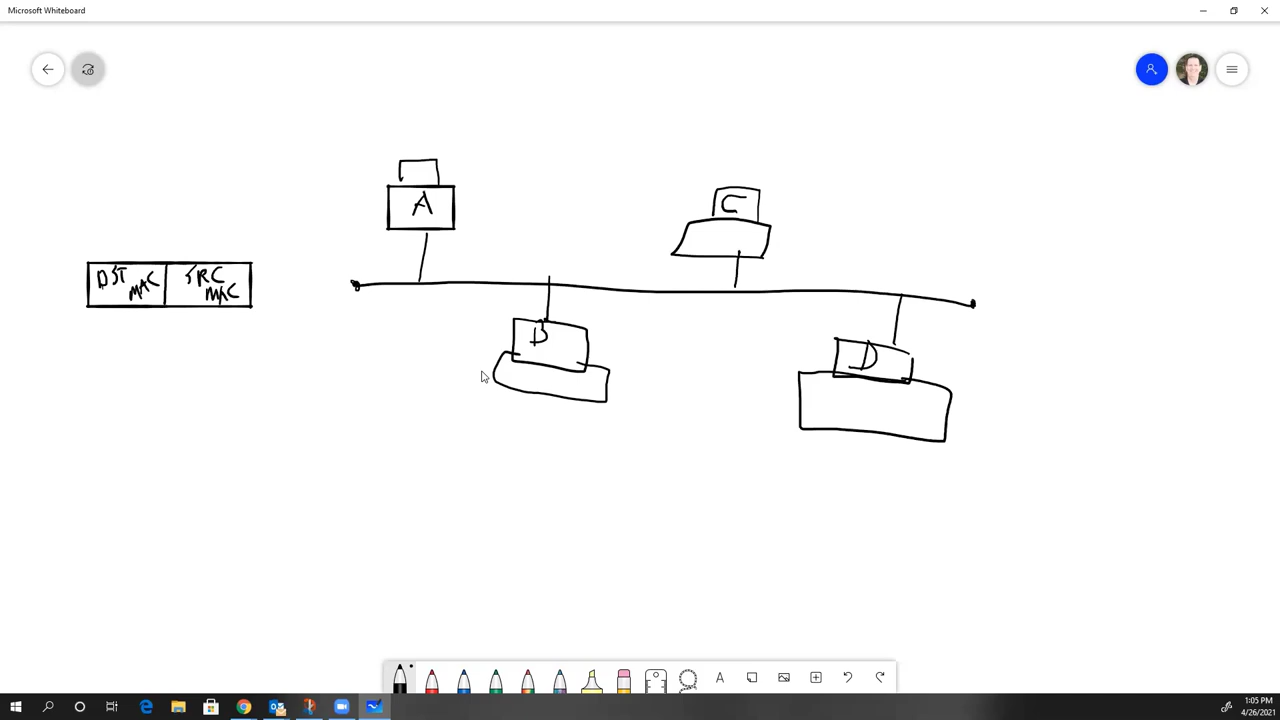 Microsoft Whiteboard
A
C
DST MAC
SRC MAC
B
D
A
1:05 PM
4/26/2021